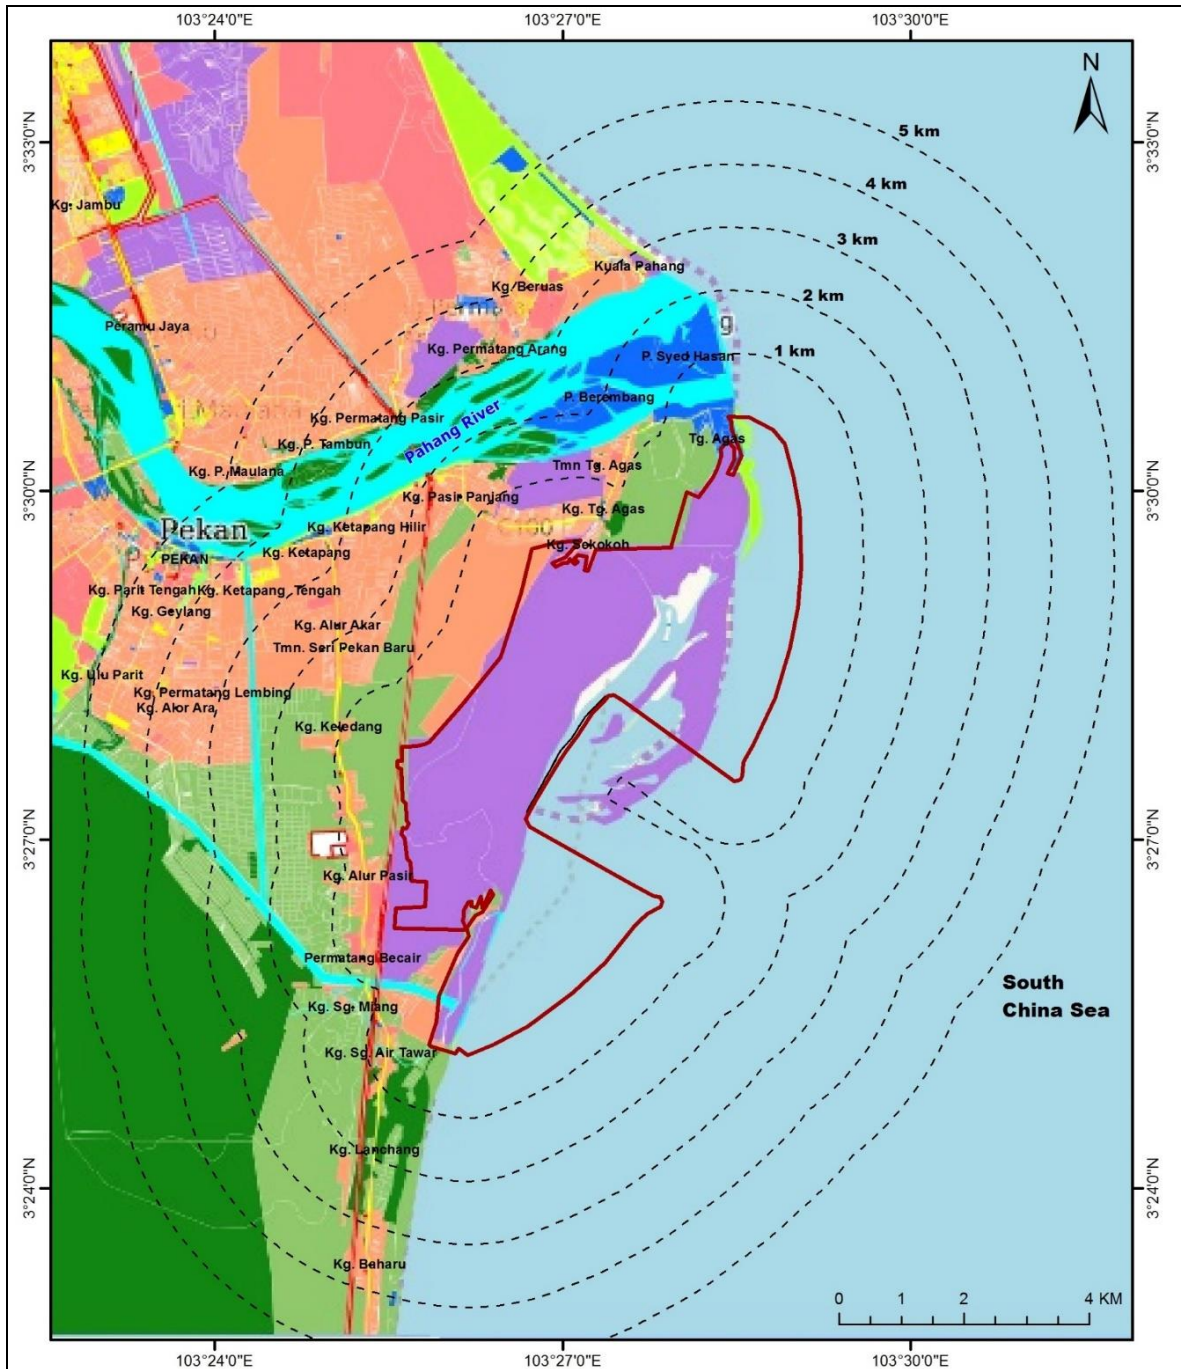 103°24'0"E
103°27'0"E
103°30'0"E
N
5 km
3°33'0"N
3°33'0"N
4 km
Kg. Jambu
3 km
Kuala Pahang
Kg. Beruas
2 km
Peramu Jaya
g
Kg. Permatang Arang
P. Syed Hasan
1 km
P. Berembang
Kg. Permatang Pasir
Pahang River
Kg. P. Tambun
Tg. Agas
Kg. P. Maulana
Tmn Tg. Agas
3°30'0"N
3°30'0"N
Kg. Pasir Panjang
Kg. Tg. Agas
Pekan
Kg. Ketapang Hilir
Kg. Sekokoh
PEKAN
Kg. Ketapang
Kg. Parit Tengah
Kg. Ketapang Tengah
Kg. Geylang
Kg. Alur Akar
Tmn. Seri Pekan Baru
Kg. Ulu Parit
Kg. Permatang Lembing
Kg. Alor Ara
Kg. Keledang
3°27'0"N
3°27'0"N
Kg. Alur Pasir
Permatang Becair
South
China Sea
Kg. Sg. Miang
Kg. Sg. Air Tawar
Kg. Lanchang
3°24'0"N
3°24'0"N
Kg. Baharu
0 1 2 4 KM
103°24'0"E
103°27'0"E
103°30'0"E